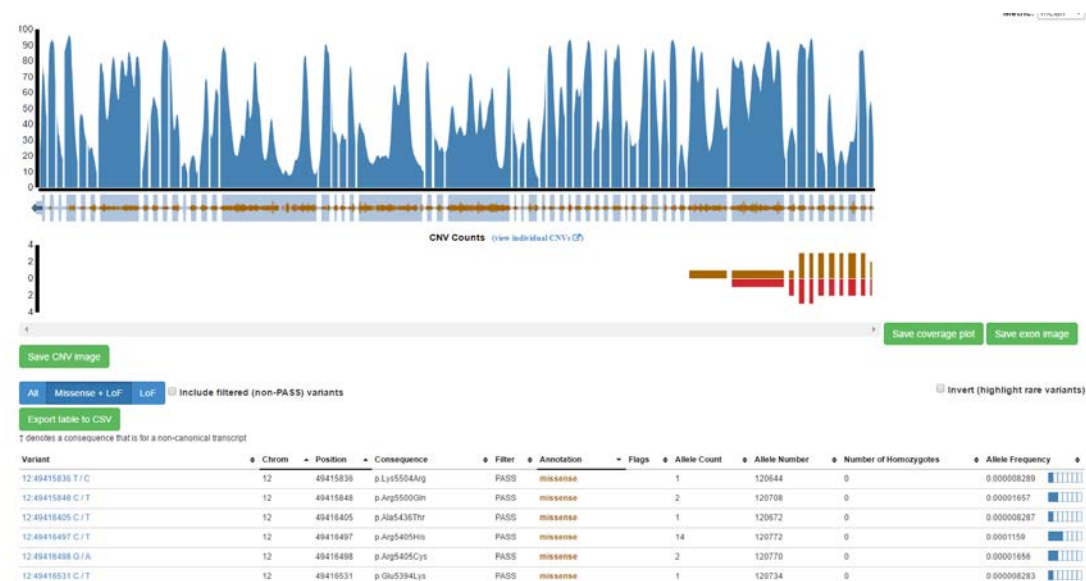 Metric: mean
100
90
80
70
60
50
40
30
20
10
0
CNV Counts (view individual CNVs)
4
2
0
2
4
Save coverage plot Save exon image
Save CNV image
All Missense + LoF LoF Include filtered (non-PASS) variants Invert (highlight rare variants)
Export table to CSV
† denotes a consequence that is for a non-canonical transcript
Variant Chrom Position Consequence Filter Annotation Flags Allele Count Allele Number Number of Homozygotes Allele Frequency
12:49415836 T / C 12 49415836 p.Lys5504Arg PASS missense 1 120644 0 0.000008289
12:49415848 C / T 12 49415848 p.Arg5500Gln PASS missense 2 120708 0 0.00001657
12:49416405 C / T 12 49416405 p.Ala5436Thr PASS missense 1 120672 0 0.000008287
12:49416497 C / T 12 49416497 p.Arg5405His PASS missense 14 120772 0 0.0001159
12:49416498 G / A 12 49416498 p.Arg5405Cys PASS missense 2 120770 0 0.00001656
12:49416531 C / T 12 49416531 p.Glu5394Lys PASS missense 1 120734 0 0.000008283